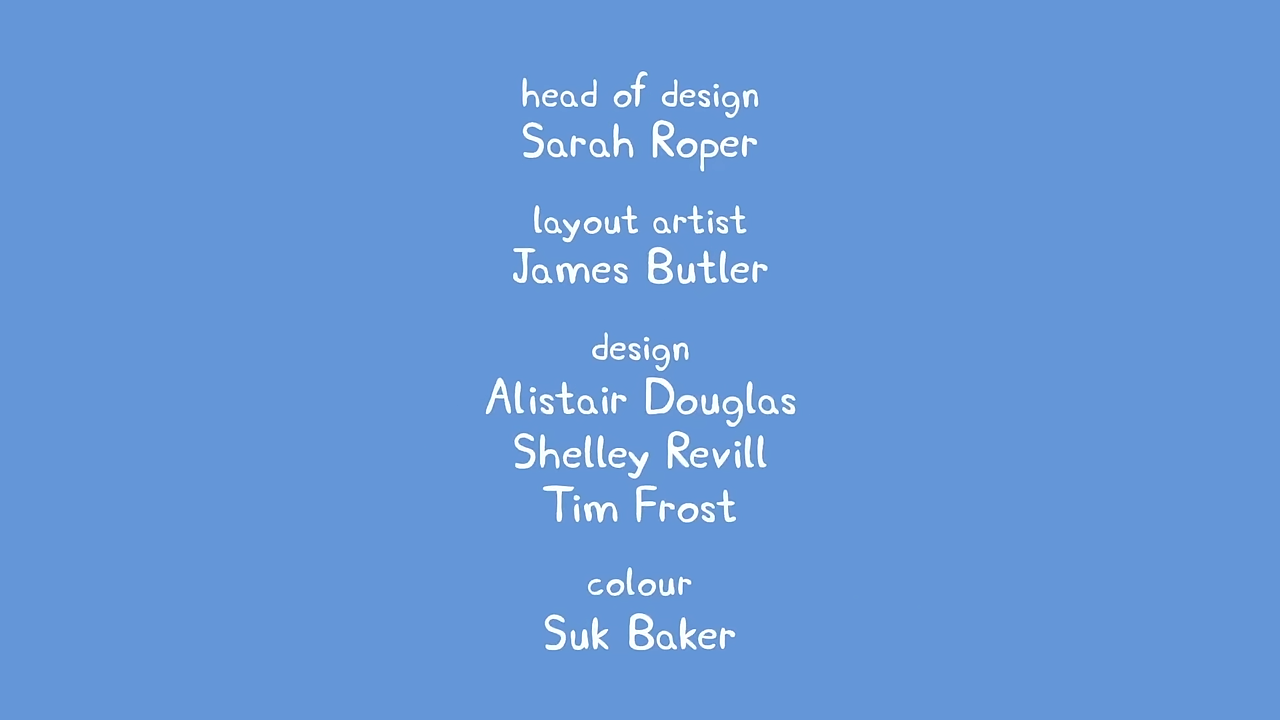 head of design
Sarah Roper
layout artist
James Butler
design
Alistair Douglas
Shelley Revill
Tim Frost
colour
Suk Baker